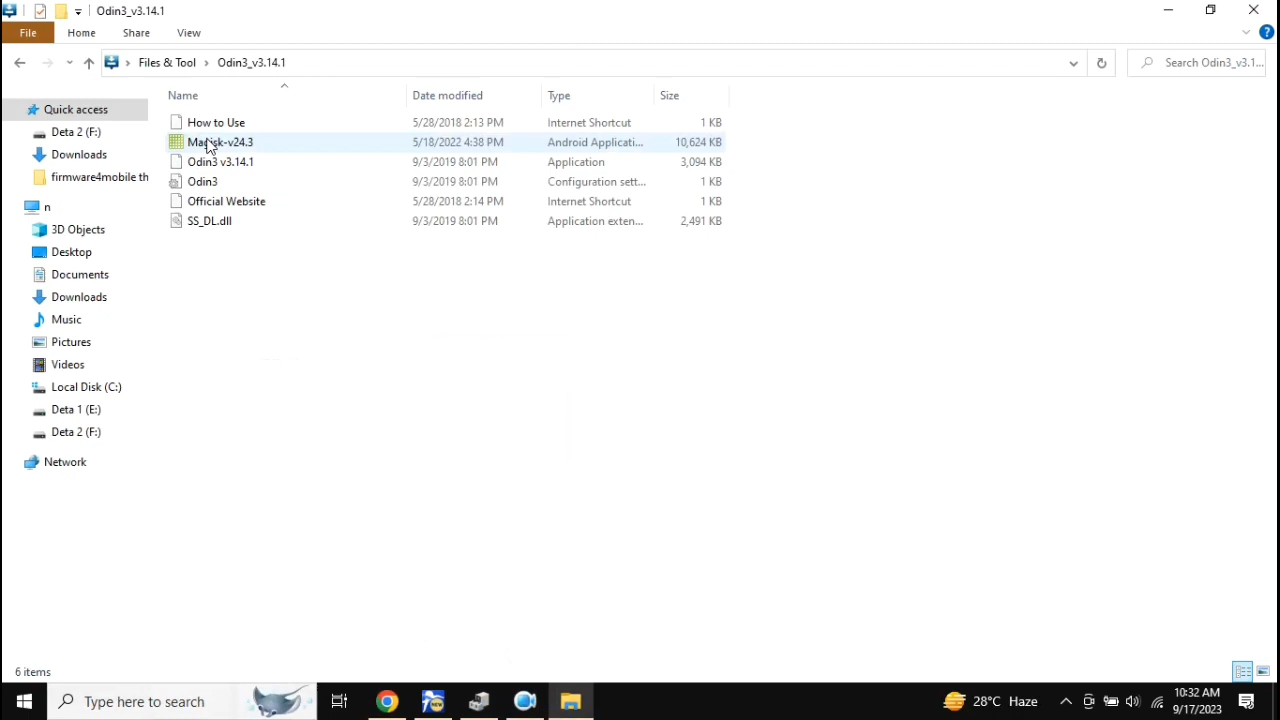 Odin3_v3.14.1
File Home Share View
Files & Tool Odin3_v3.14.1 Search Odin3_v3.1...
Name Date modified Type Size
Quick access
Deta 2 (F:)
Downloads
firmware4mobile th
n
3D Objects
Desktop
Documents
Downloads
Music
Pictures
Videos
Local Disk (C:)
Deta 1 (E:)
Deta 2 (F:)
Network
How to Use 5/28/2018 2:13 PM Internet Shortcut 1 KB
Magisk-v24.3 5/18/2022 4:38 PM Android Applicati... 10,624 KB
Odin3 v3.14.1 9/3/2019 8:01 PM Application 3,094 KB
Odin3 9/3/2019 8:01 PM Configuration sett... 1 KB
Official Website 5/28/2018 2:14 PM Internet Shortcut 1 KB
SS_DL.dll 9/3/2019 8:01 PM Application exten... 2,491 KB
6 items
Type here to search
NEW
28°C Haze
10:32 AM
9/17/2023